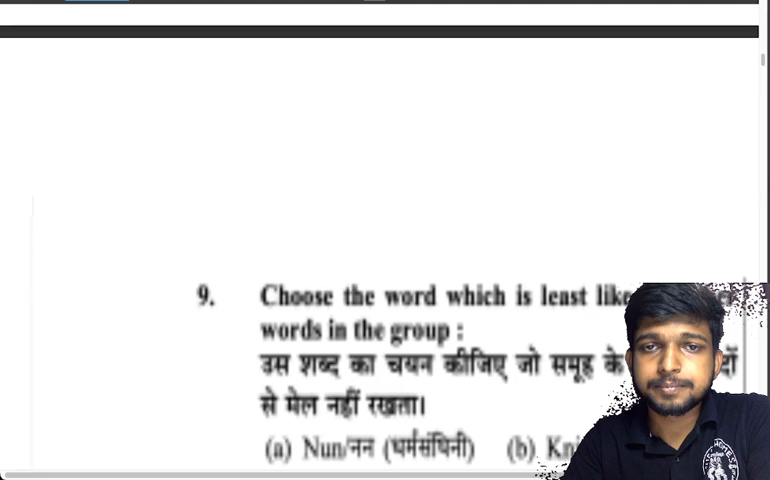 9. Choose the word which is least like
words in the group :
उस शब्द का चयन कीजिए जो समूह के
से मेल नहीं रखता।
(a) Nun/नन (धर्मसंघिनी) (b)